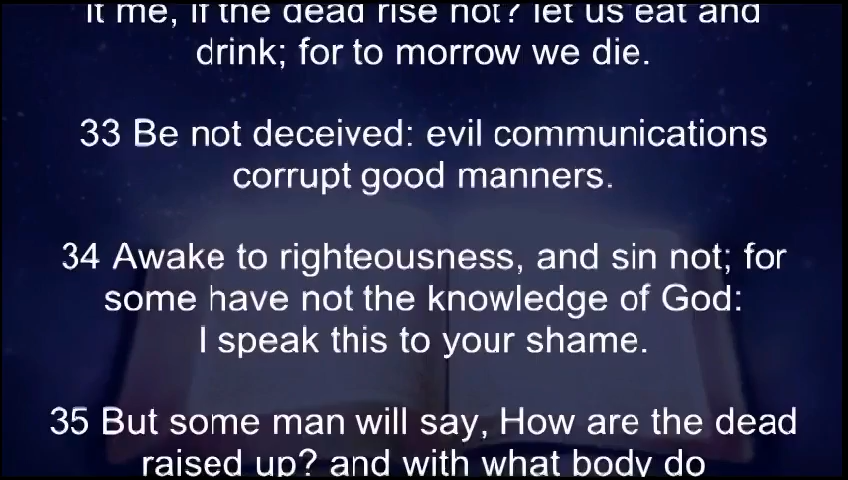 it me, if the dead rise not? let us eat and
drink; for to morrow we die.
33 Be not deceived: evil communications
corrupt good manners.
34 Awake to righteousness, and sin not; for
some have not the knowledge of God:
I speak this to your shame.
35 But some man will say, How are the dead
raised up? and with what body do